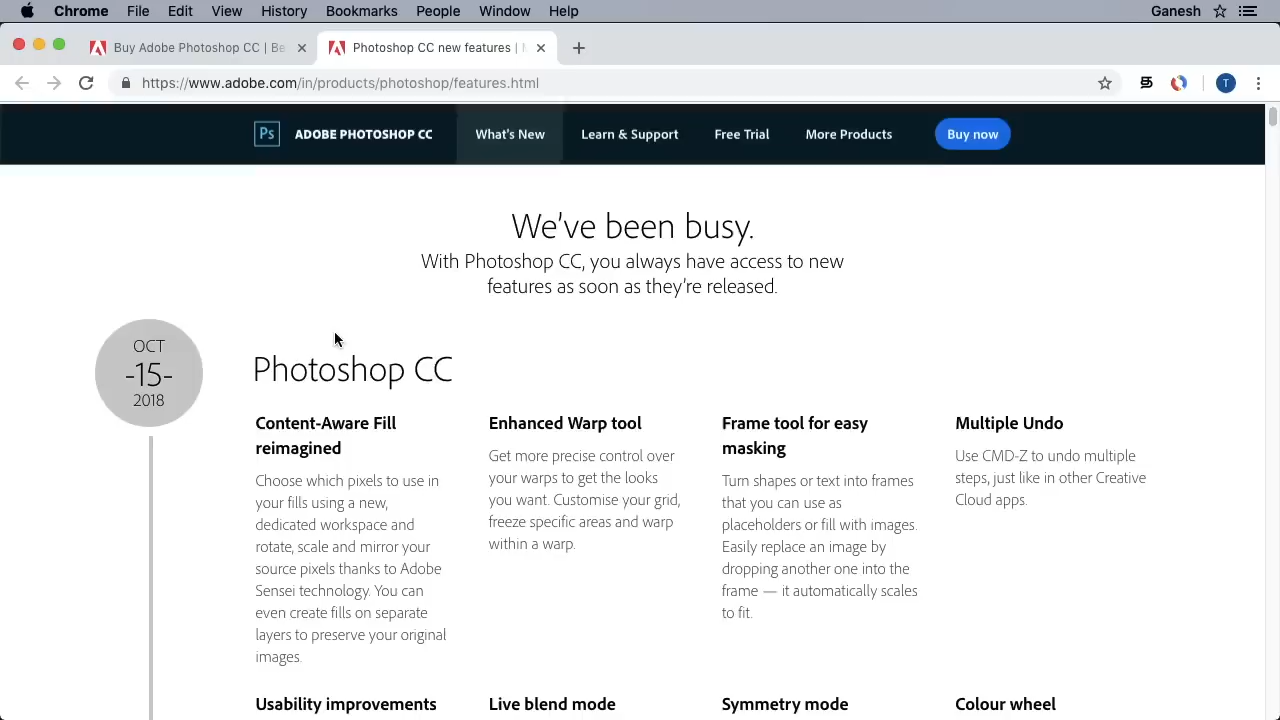 Chrome File Edit View History Bookmarks People Window Help Ganesh
Buy Adobe Photoshop CC | Be Photoshop CC new features |
https://www.adobe.com/in/products/photoshop/features.html T
Ps ADOBE PHOTOSHOP CC What's New Learn & Support Free Trial More Products Buy now
We’ve been busy.
With Photoshop CC, you always have access to new
features as soon as they’re released.
OCT
-15-
2018
Photoshop CC
Content-Aware Fill
reimagined
Choose which pixels to use in
your fills using a new,
dedicated workspace and
rotate, scale and mirror your
source pixels thanks to Adobe
Sensei technology. You can
even create fills on separate
layers to preserve your original
images.
Enhanced Warp tool
Get more precise control over
your warps to get the looks
you want. Customise your grid,
freeze specific areas and warp
within a warp.
Frame tool for easy
masking
Turn shapes or text into frames
that you can use as
placeholders or fill with images.
Easily replace an image by
dropping another one into the
frame — it automatically scales
to fit.
Multiple Undo
Use CMD-Z to undo multiple
steps, just like in other Creative
Cloud apps.
Usability improvements
Live blend mode
Symmetry mode
Colour wheel